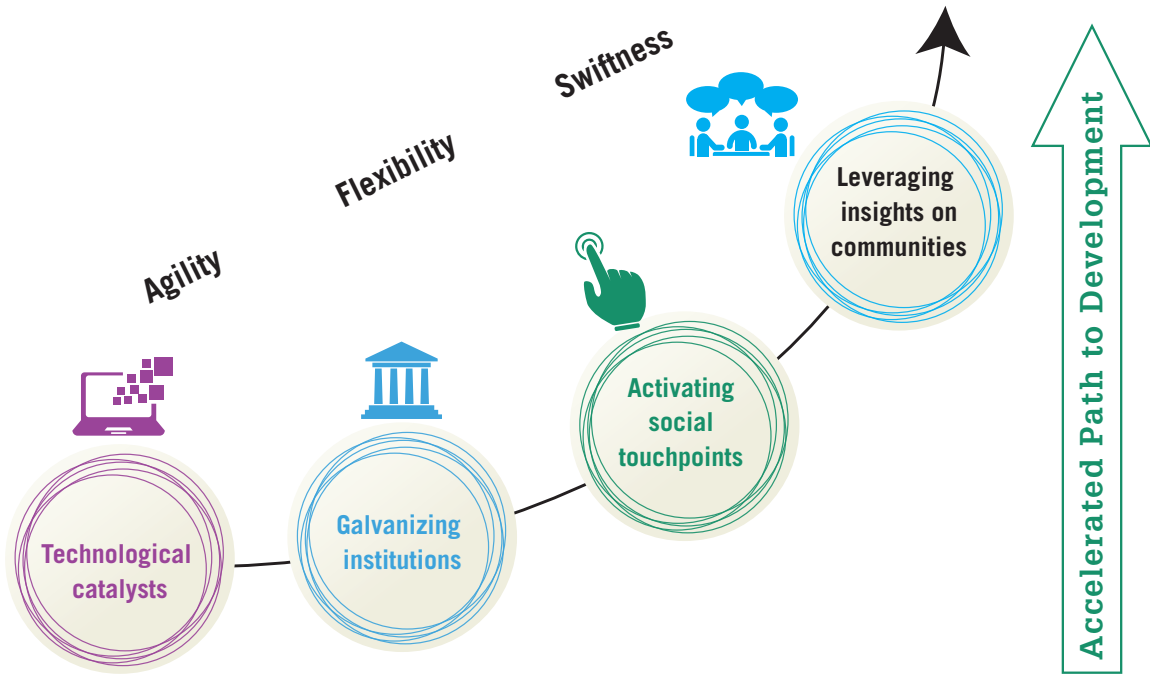 Agility
Flexibility
Swiftness
Technological
catalysts
Galvanizing
institutions
Activating
social
touchpoints
Leveraging
insights on
communities
Accelerated Path to Development